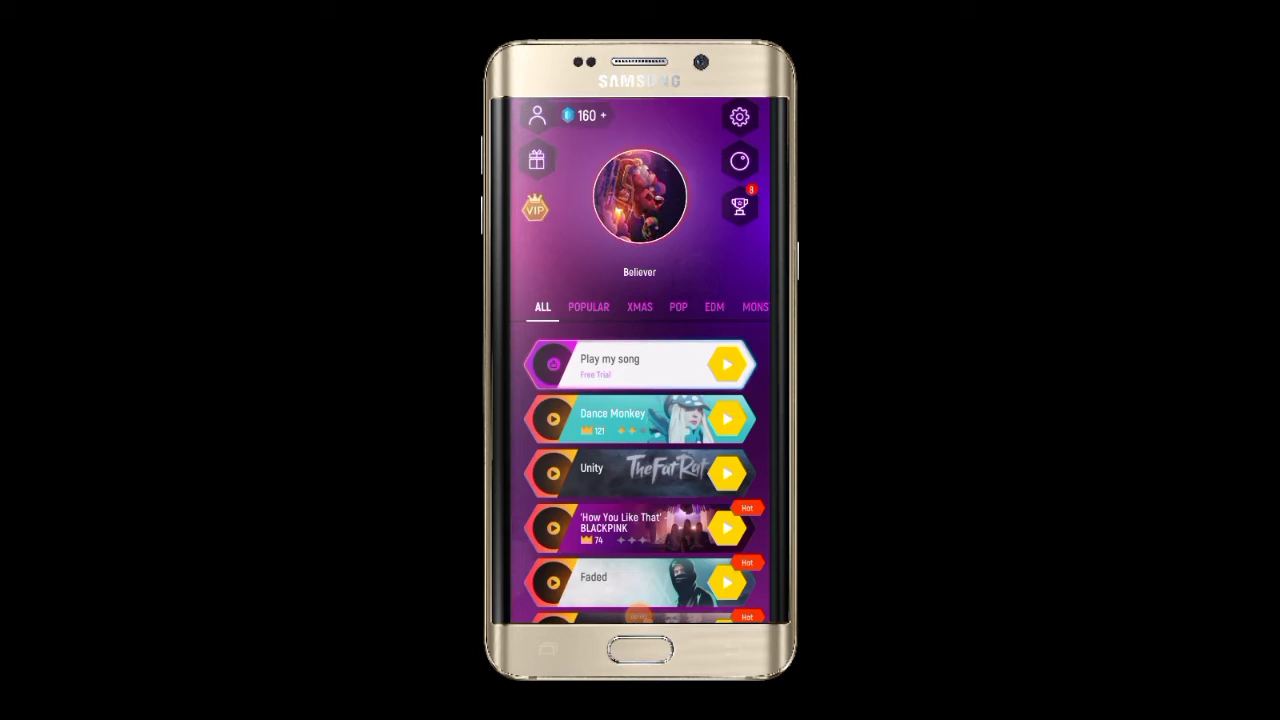 SAMSUNG
160 +
VIP
8
Believer
ALL POPULAR XMAS POP EDM MONS
Play my song
Free Trial
Dance Monkey
121
Unity
TheFatRat
Hot
'How You Like That' -
BLACKPINK
74
Hot
Faded
Hot